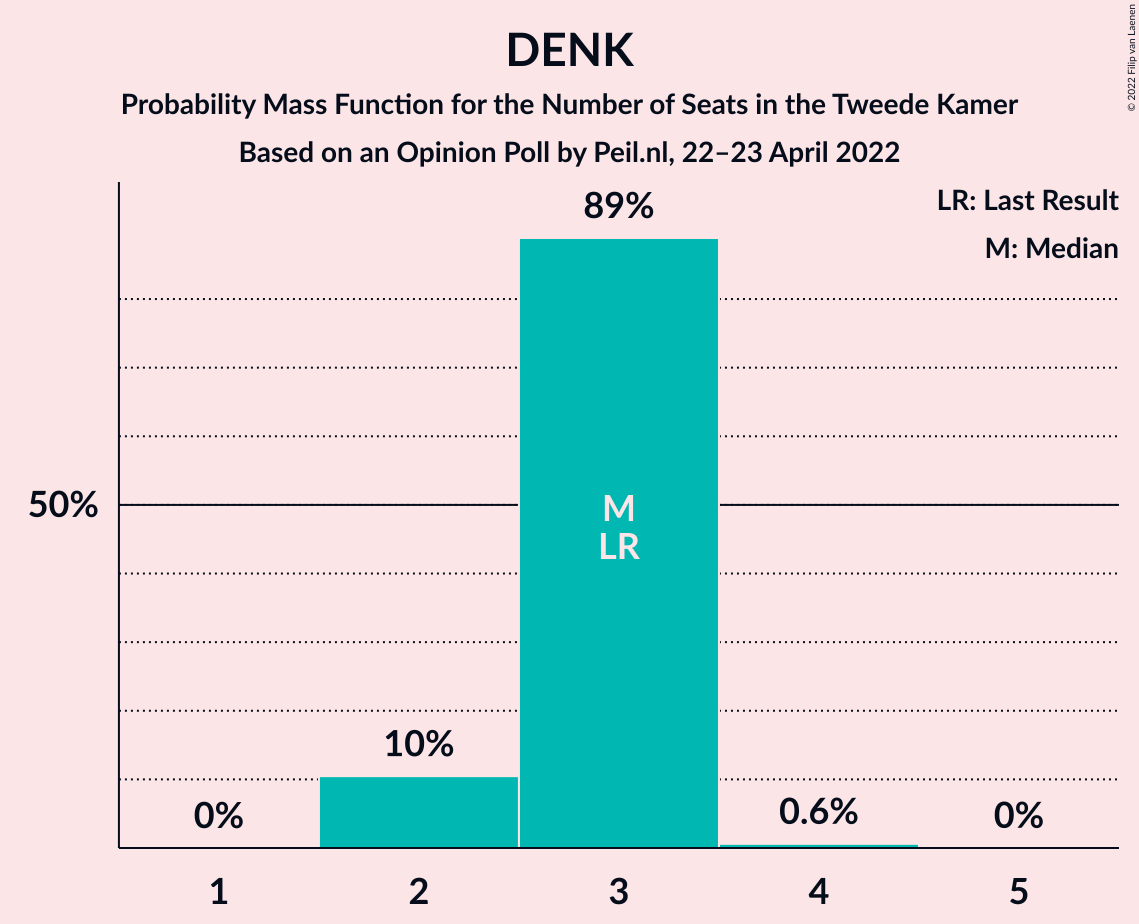 DENK
Probability Mass Function for the Number of Seats in the Tweede Kamer
Based on an Opinion Poll by Peil.nl, 22–23 April 2022
© 2022 Filip van Laenen
LR: Last Result
M: Median
89%
50%
M
LR
10%
0%
0.6%
0%
1
2
3
4
5